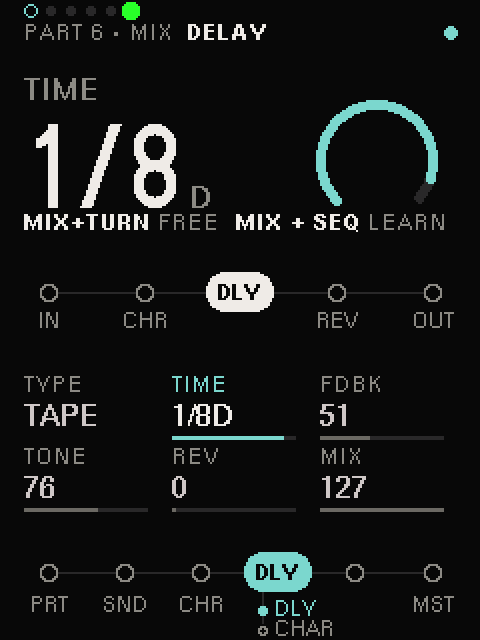 PART 6 · MIX DELAY
TIME
1/8 D
MIX+TURN FREE MIX + SEQ LEARN
DLY
IN CHR REV OUT
TYPE TIME FDBK
TAPE 1/8D 51
TONE REV MIX
76 0 127
DLY
PRT SND CHR MST
DLY
CHAR